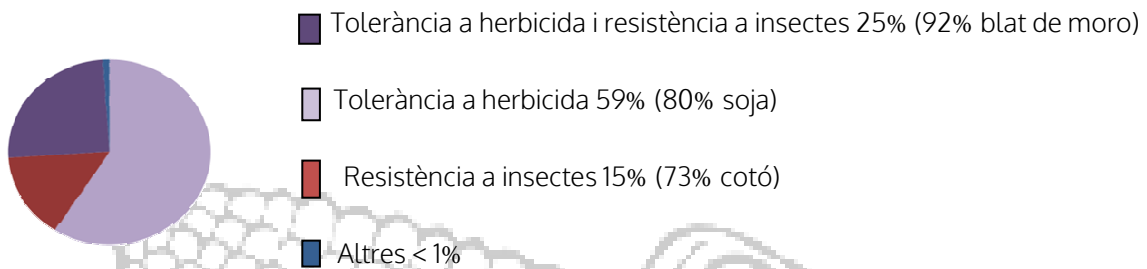 Tolerància a herbicida i resistència a insectes 25% (92% blat de moro)
Tolerància a herbicida 59% (80% soja)
Resistència a insectes 15% (73% cotó)
Altres < 1%